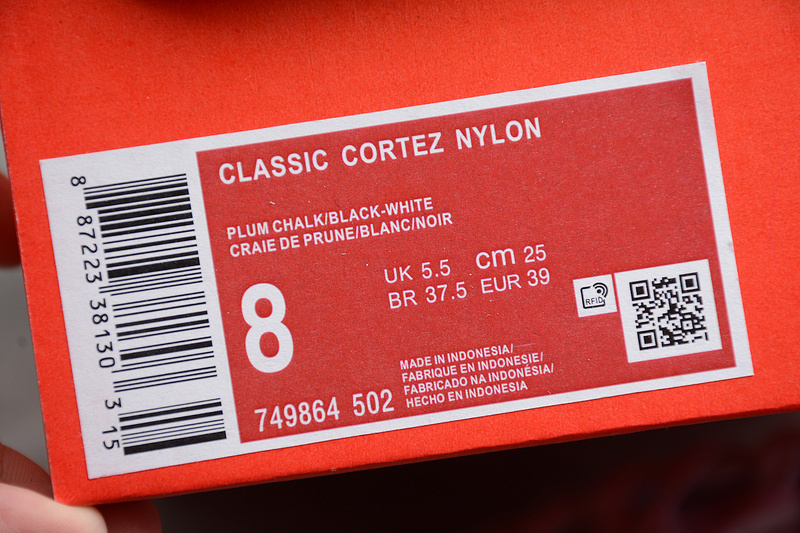 CLASSIC CORTEZ NYLON
PLUM CHALK/BLACK-WHITE
CRAIE DE PRUNE/BLANC/NOIR
8
UK 5.5 cm 25
BR 37.5 EUR 39
RFID
MADE IN INDONESIA/
FABRIQUE EN INDONESIE/
FABRICADO NA INDONÉSIA/
HECHO EN INDONESIA
749864 502
8 87223 38130 3 15